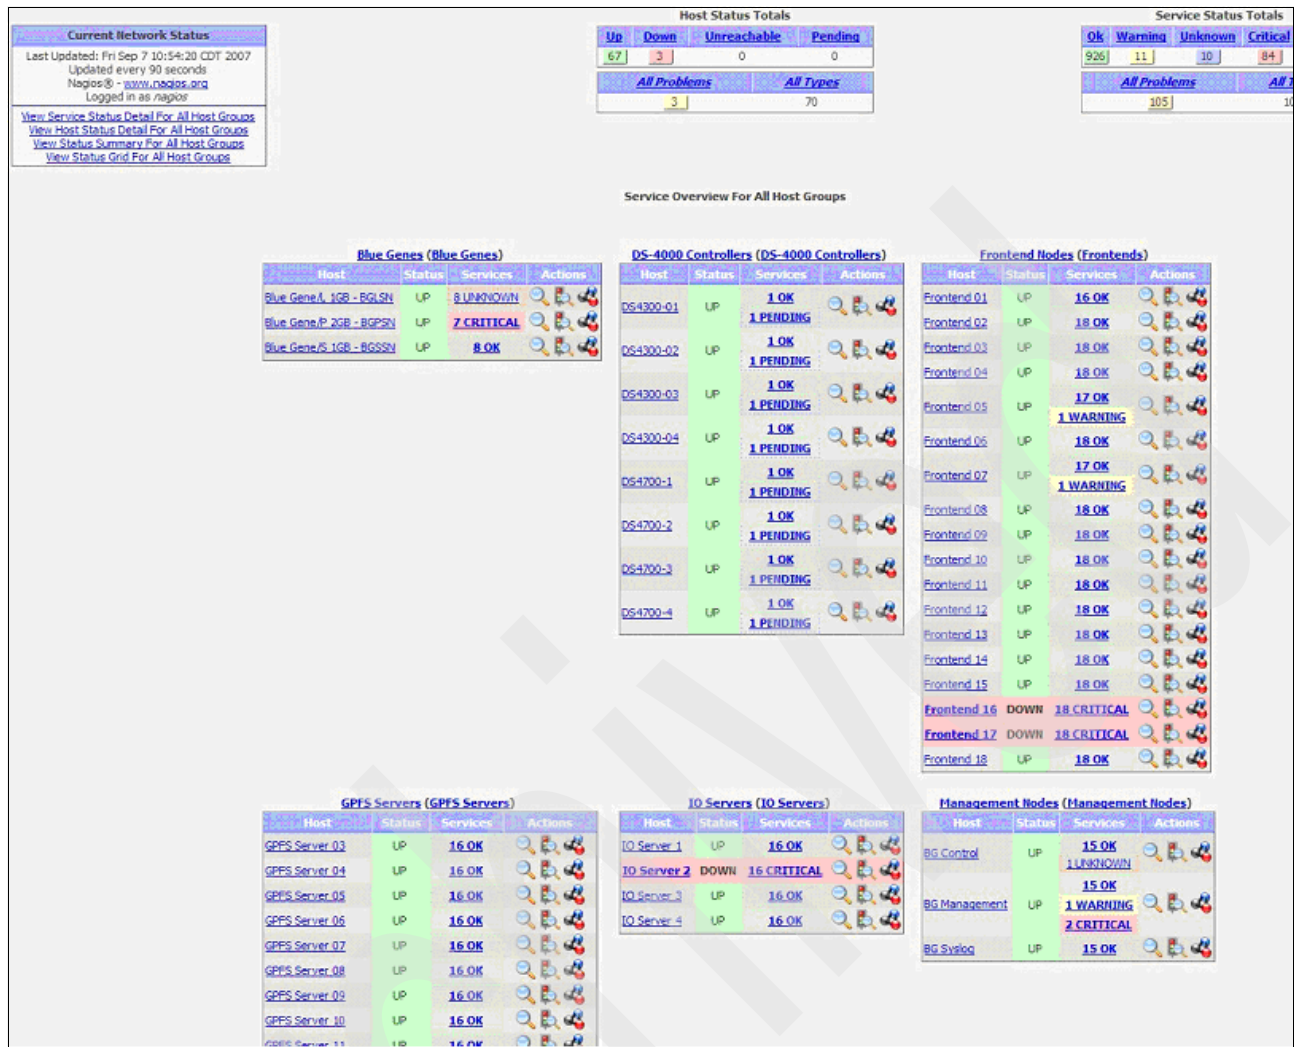 Current Network Status
Last Updated: Fri Sep 7 10:54:20 CDT 2007
Updated every 90 seconds
Nagios® - www.nagios.org
Logged in as nagios
View Service Status Detail For All Host Groups
View Host Status Detail For All Host Groups
View Status Summary For All Host Groups
View Status Grid For All Host Groups
Host Status Totals
Up Down Unreachable Pending
67 3 0 0
All Problems All Types
3 70
Service Status Totals
Ok Warning Unknown Critical
926 11 10 84
All Problems All
105 10
Service Overview For All Host Groups
Blue Genes (Blue Genes)
Host Status Services Actions
Blue Gene/L 1GB - BGLSN UP 8 UNKNOWN
Blue Gene/P 2GB - BGPSN UP 7 CRITICAL
Blue Gene/S 1GB - BGSSN UP 8 OK
DS-4000 Controllers (DS-4000 Controllers)
Host Status Services Actions
DS4300-01 UP 1 OK
1 PENDING
DS4300-02 UP 1 OK
1 PENDING
DS4300-03 UP 1 OK
1 PENDING
DS4300-04 UP 1 OK
1 PENDING
DS4700-1 UP 1 OK
1 PENDING
DS4700-2 UP 1 OK
1 PENDING
DS4700-3 UP 1 OK
1 PENDING
DS4700-4 UP 1 OK
1 PENDING
Frontend Nodes (Frontends)
Host Status Services Actions
Frontend 01 UP 16 OK
Frontend 02 UP 18 OK
Frontend 03 UP 18 OK
Frontend 04 UP 18 OK
Frontend 05 UP 17 OK
1 WARNING
Frontend 06 UP 18 OK
Frontend 07 UP 17 OK
1 WARNING
Frontend 08 UP 18 OK
Frontend 09 UP 18 OK
Frontend 10 UP 18 OK
Frontend 11 UP 18 OK
Frontend 12 UP 18 OK
Frontend 13 UP 18 OK
Frontend 14 UP 18 OK
Frontend 15 UP 18 OK
Frontend 16 DOWN 18 CRITICAL
Frontend 17 DOWN 18 CRITICAL
Frontend 18 UP 18 OK
GPFS Servers (GPFS Servers)
Host Status Services Actions
GPFS Server 03 UP 16 OK
GPFS Server 04 UP 16 OK
GPFS Server 05 UP 16 OK
GPFS Server 06 UP 16 OK
GPFS Server 07 UP 16 OK
GPFS Server 08 UP 16 OK
GPFS Server 09 UP 16 OK
GPFS Server 10 UP 16 OK
GPFS Server 11 UP 16 OK
IO Servers (IO Servers)
Host Status Services Actions
IO Server 1 UP 16 OK
IO Server 2 DOWN 16 CRITICAL
IO Server 3 UP 16 OK
IO Server 4 UP 16 OK
Management Nodes (Management Nodes)
Host Status Services Actions
BG Control UP 15 OK
1 UNKNOWN
BG Management UP 15 OK
1 WARNING
2 CRITICAL
BG Syslog UP 15 OK